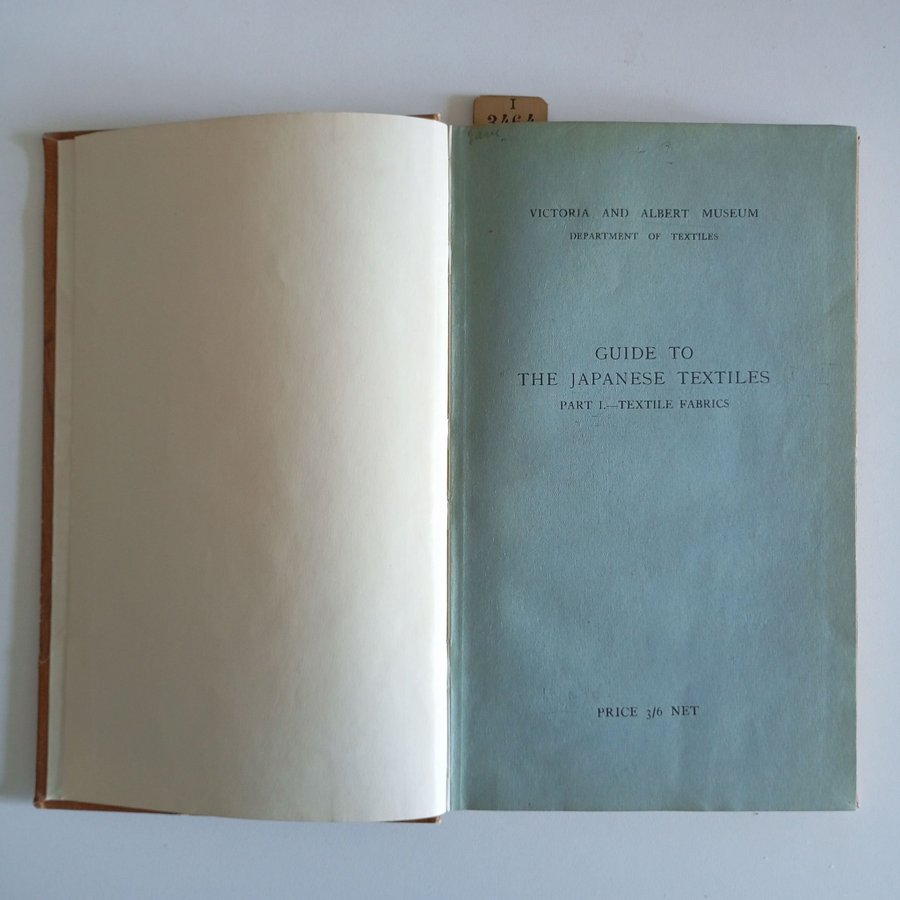 I
3464
VICTORIA AND ALBERT MUSEUM
DEPARTMENT OF TEXTILES
GUIDE TO
THE JAPANESE TEXTILES
PART I.—TEXTILE FABRICS
PRICE 3/6 NET